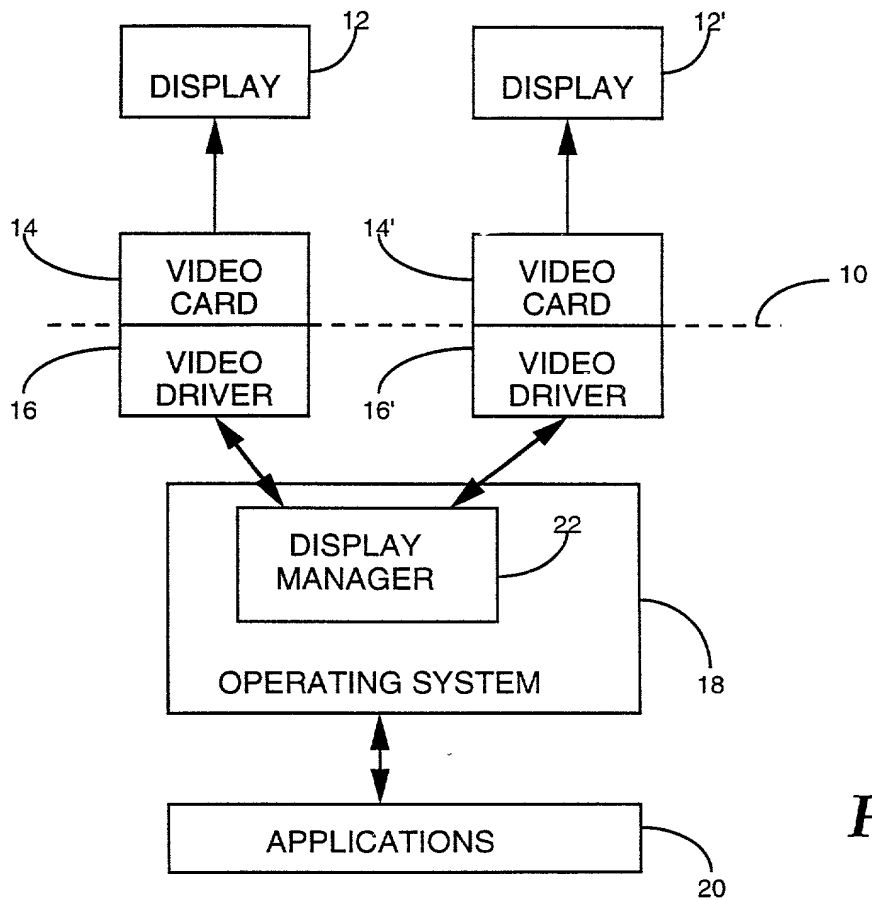 12
12'
DISPLAY
DISPLAY
14
14'
VIDEO
CARD
VIDEO
CARD
10
16
16'
VIDEO
DRIVER
VIDEO
DRIVER
22
DISPLAY
MANAGER
OPERATING SYSTEM
18
APPLICATIONS
20